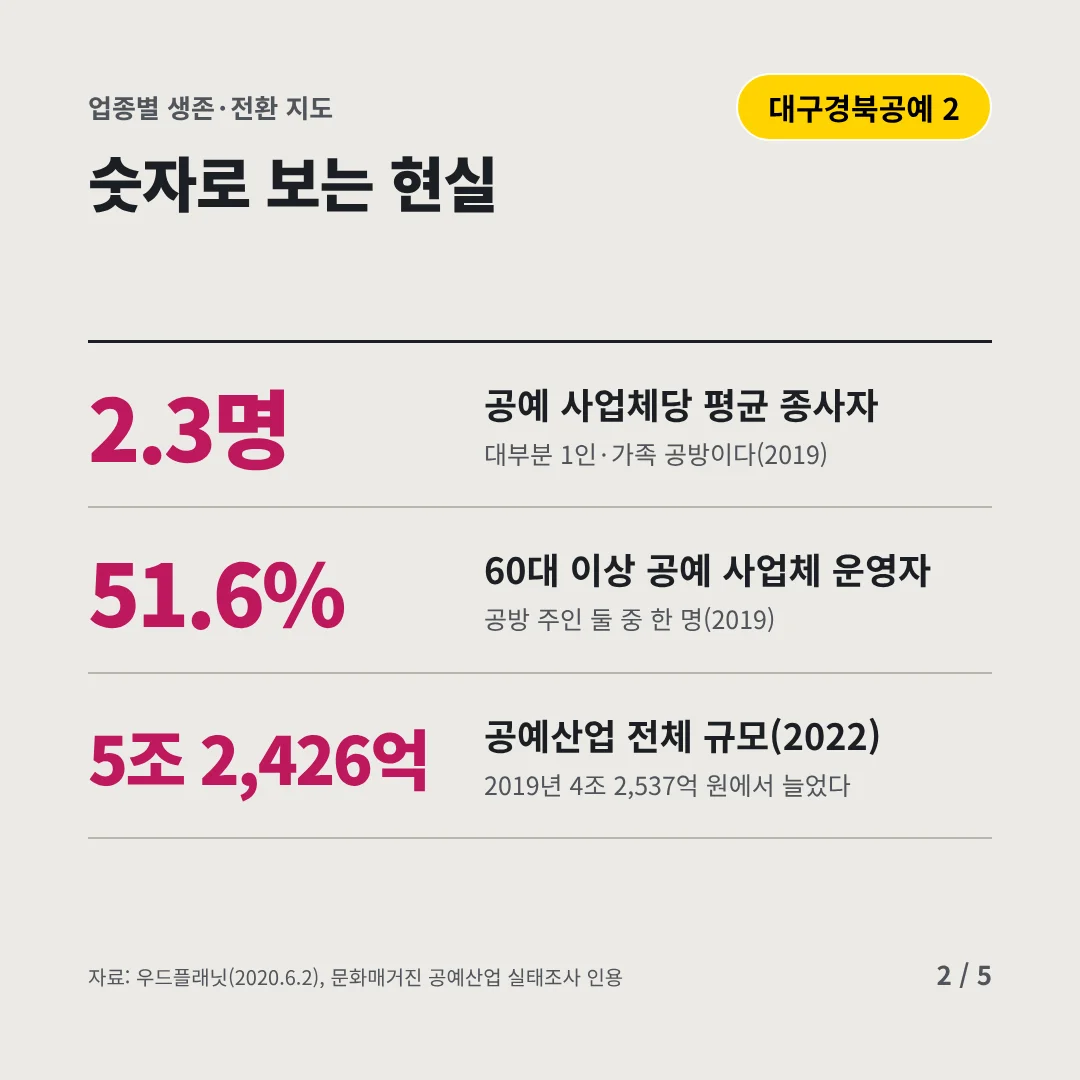 업종별 생존·전환 지도
대구경북공예 2
숫자로 보는 현실
2.3명
공예 사업체당 평균 종사자
대부분 1인·가족 공방이다(2019)
51.6%
60대 이상 공예 사업체 운영자
공방 주인 둘 중 한 명(2019)
5조 2,426억
공예산업 전체 규모(2022)
2019년 4조 2,537억 원에서 늘었다
자료: 우드플래닛(2020.6.2), 문화매거진 공예산업 실태조사 인용
2 / 5